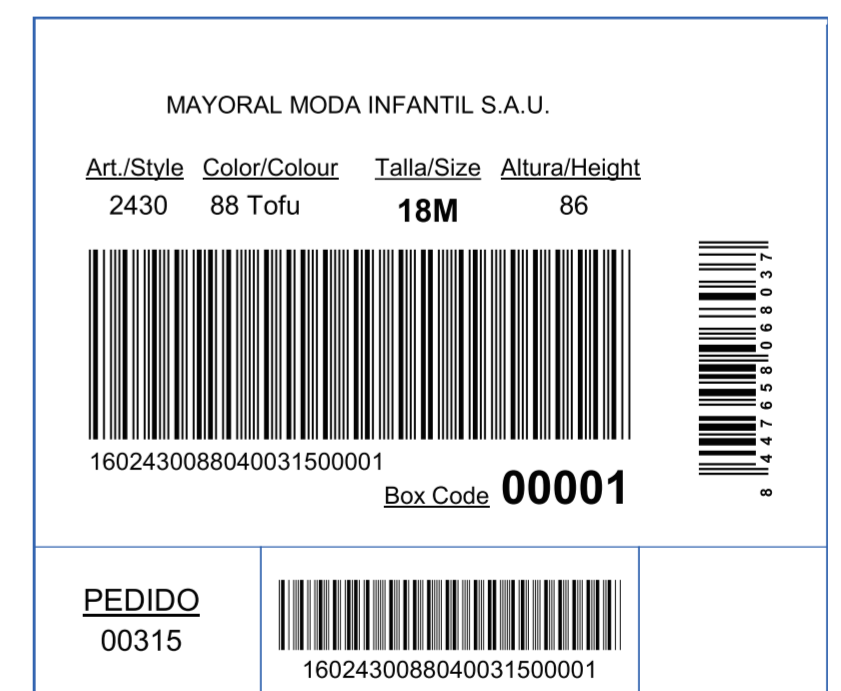 MAYORAL MODA INFANTIL S.A.U.
Art./Style Color/Colour Talla/Size Altura/Height
2430 88 Tofu 18M 86
1602430088040031500001
Box Code 00001
8447658068037
PEDIDO
00315
1602430088040031500001